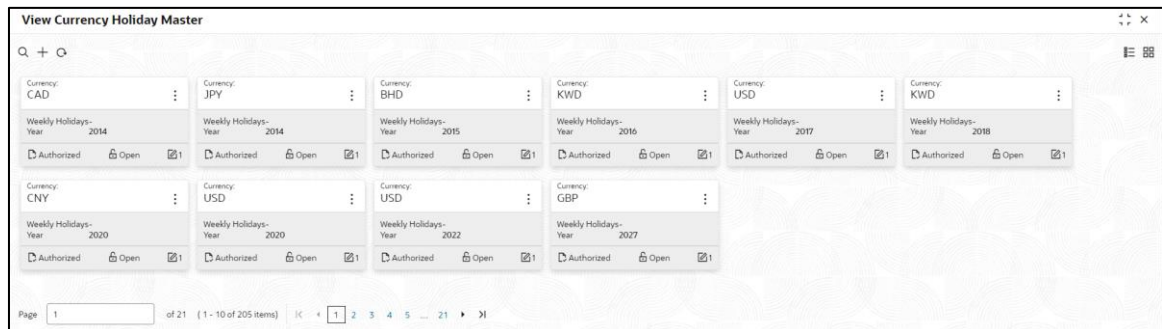 View Currency Holiday Master
Currency:
CAD
Weekly Holidays-
Year 2014
Authorized Open 1
Currency:
JPY
Weekly Holidays-
Year 2014
Authorized Open 1
Currency:
BHD
Weekly Holidays-
Year 2015
Authorized Open 1
Currency:
KWD
Weekly Holidays-
Year 2016
Authorized Open 1
Currency:
USD
Weekly Holidays-
Year 2017
Authorized Open 1
Currency:
KWD
Weekly Holidays-
Year 2018
Authorized Open 1
Currency:
CNY
Weekly Holidays-
Year 2020
Authorized Open 1
Currency:
USD
Weekly Holidays-
Year 2020
Authorized Open 1
Currency:
USD
Weekly Holidays-
Year 2022
Authorized Open 1
Currency:
GBP
Weekly Holidays-
Year 2027
Authorized Open 1
Page 1 of 21 (1 - 10 of 205 items) 1 2 3 4 5 ... 21